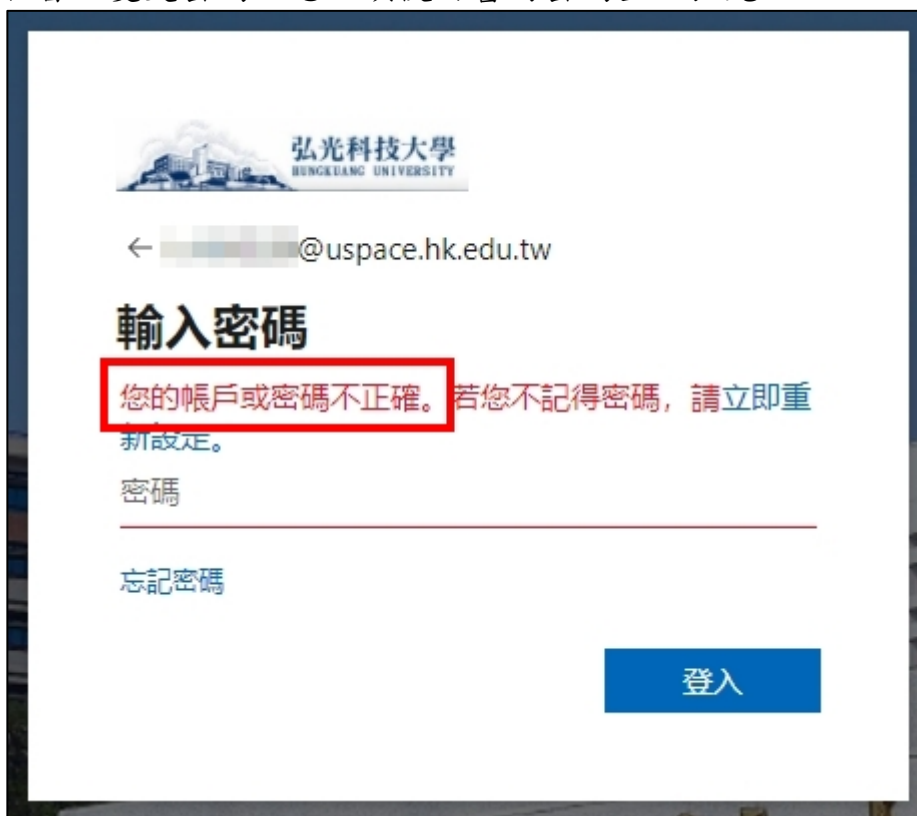 弘光科技大學
HUNGKUANG UNIVERSITY
← @uspace.hk.edu.tw
輸入密碼
您的帳戶或密碼不正確。若您不記得密碼，請立即重
新設定。
密碼
忘記密碼
登入